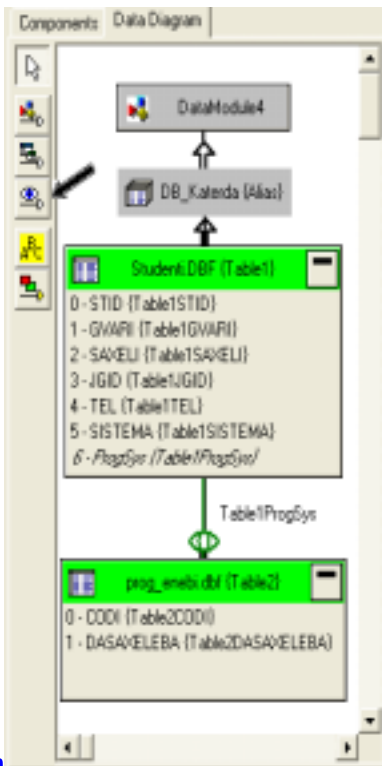 Components Data Diagram
DataModule4
DB_Katerda {Alias}
Studenti.DBF {Table1}
0 - STID {Table1STID}
1 - GVARI {Table1GVARI}
2 - SAXELI {Table1SAXELI}
3 - JGID {Table1JGID}
4 - TEL {Table1TEL}
5 - SISTEMA {Table1SISTEMA}
6 - ProgSys {Table1ProgSys}
Table1ProgSys
prog_enebi.dbf {Table2}
0 - CODI {Table2CODI}
1 - DASAXELEBA {Table2DASAXELEBA}